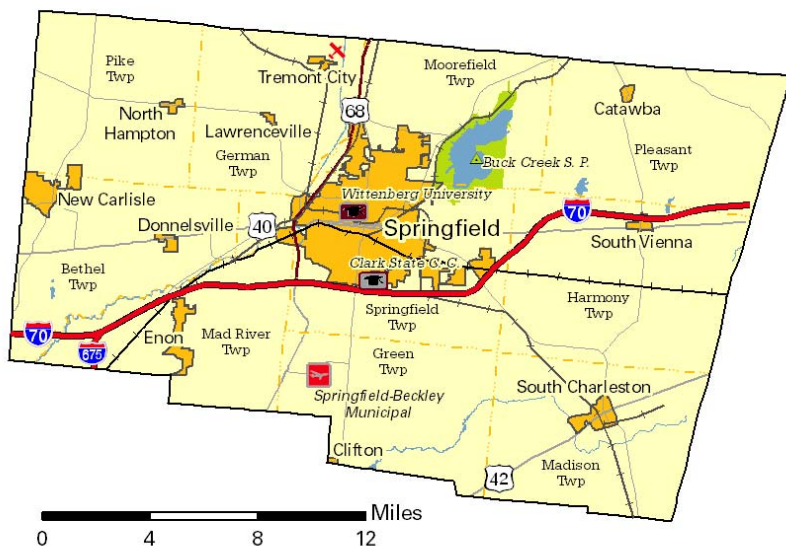 Pike
Twp
Tremont City
Moorefield
Twp
North
Hampton
68
Catawba
Lawrenceville
German
Twp
Buck Creek S. P.
Pleasant
Twp
New Carlisle
Wittenberg University
70
Donnelsville
40
Springfield
South Vienna
Clark State C. C.
Bethel
Twp
Harmony
Twp
70
675
Enon
Mad River
Twp
Springfield
Twp
Green
Twp
Springfield-Beckley
Municipal
South Charleston
Clifton
42
Madison
Twp
Miles
0 4 8 12